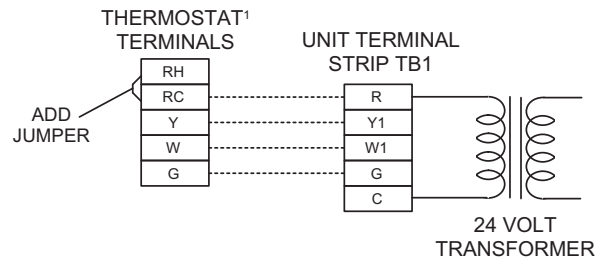 THERMOSTAT¹
TERMINALS
UNIT TERMINAL
STRIP TB1
RH
RC
Y
W
G
ADD
JUMPER
R
Y1
W1
G
C
24 VOLT
TRANSFORMER